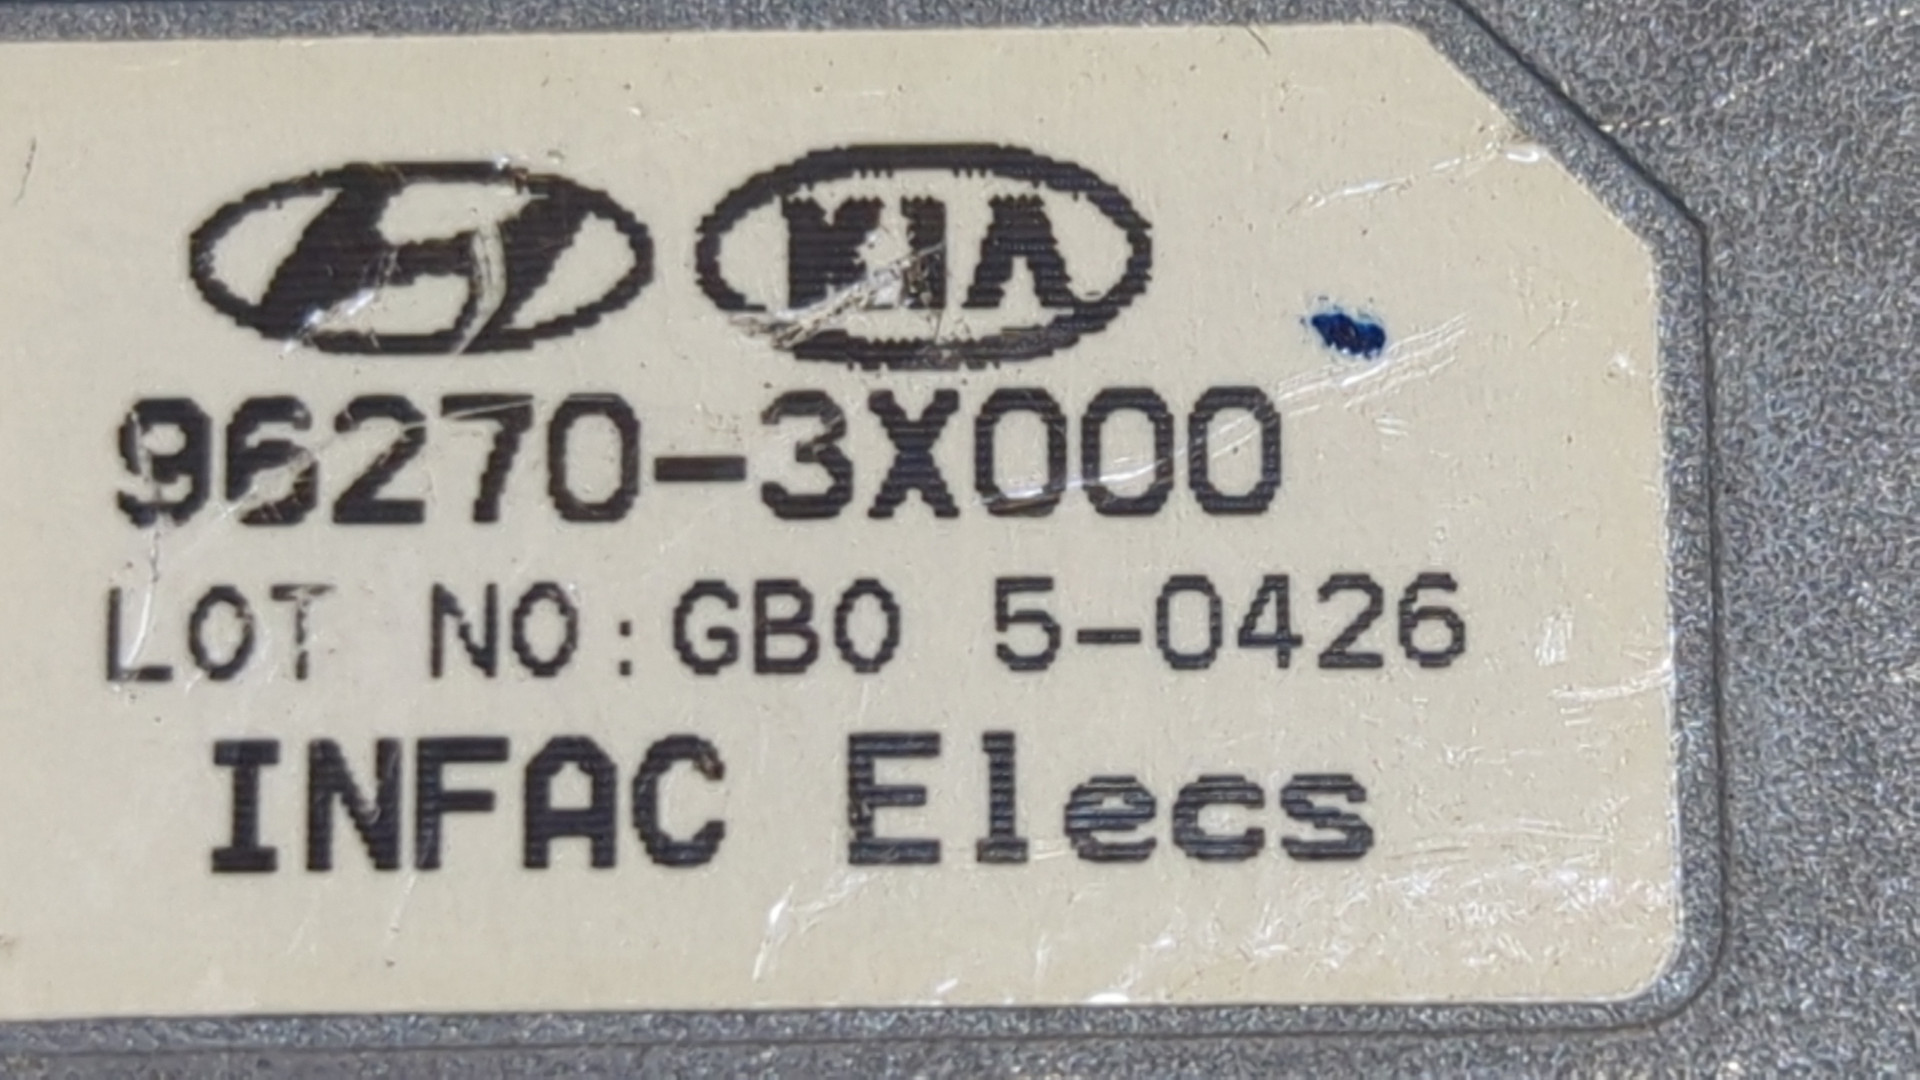 KIA
96270-3X000
LOT NO:GB0 5-0426
INFAC Elecs